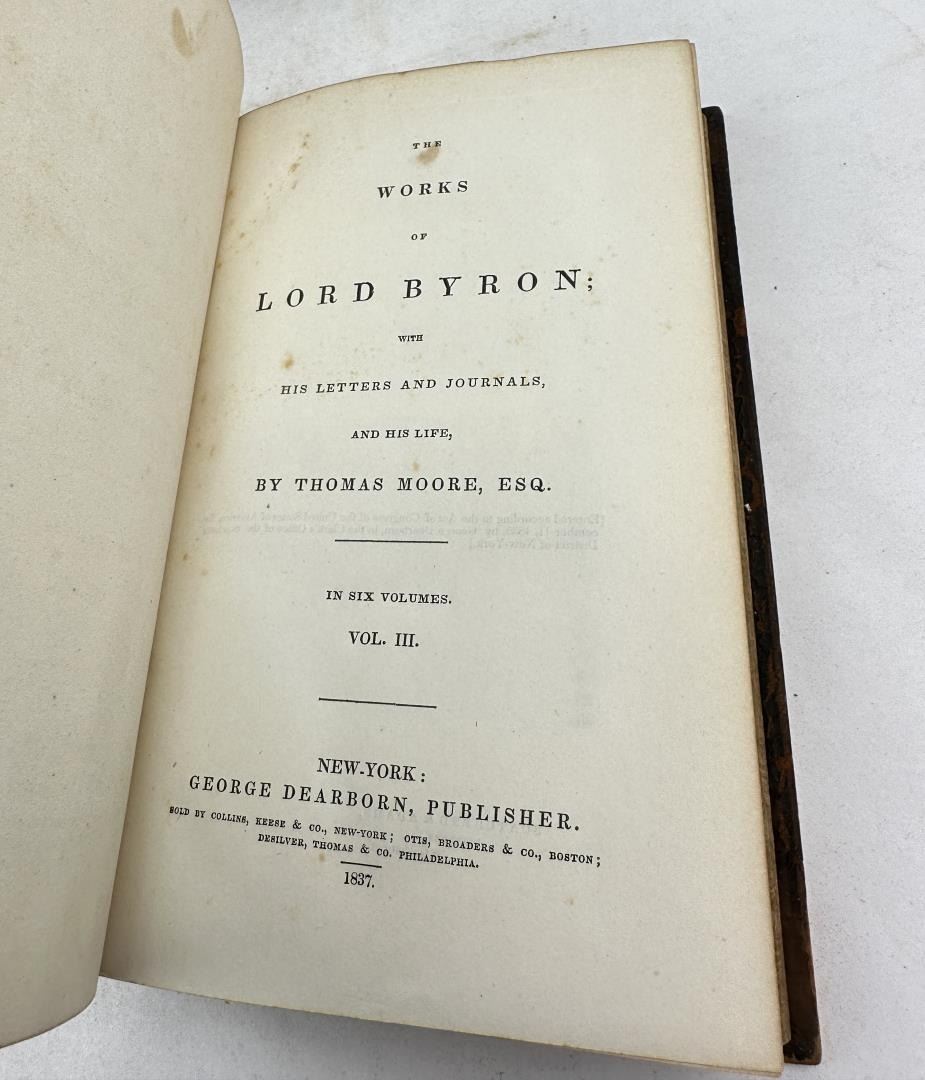 THE
WORKS
OF
LORD BYRON;
WITH
HIS LETTERS AND JOURNALS,
AND HIS LIFE,
BY THOMAS MOORE, ESQ.
IN SIX VOLUMES.
VOL. III.
NEW-YORK:
GEORGE DEARBORN, PUBLISHER.
SOLD BY COLLINS, KEESE & CO., NEW-YORK; OTIS, BROADERS & CO., BOSTON;
DESILVER, THOMAS & CO. PHILADELPHIA.
1837.